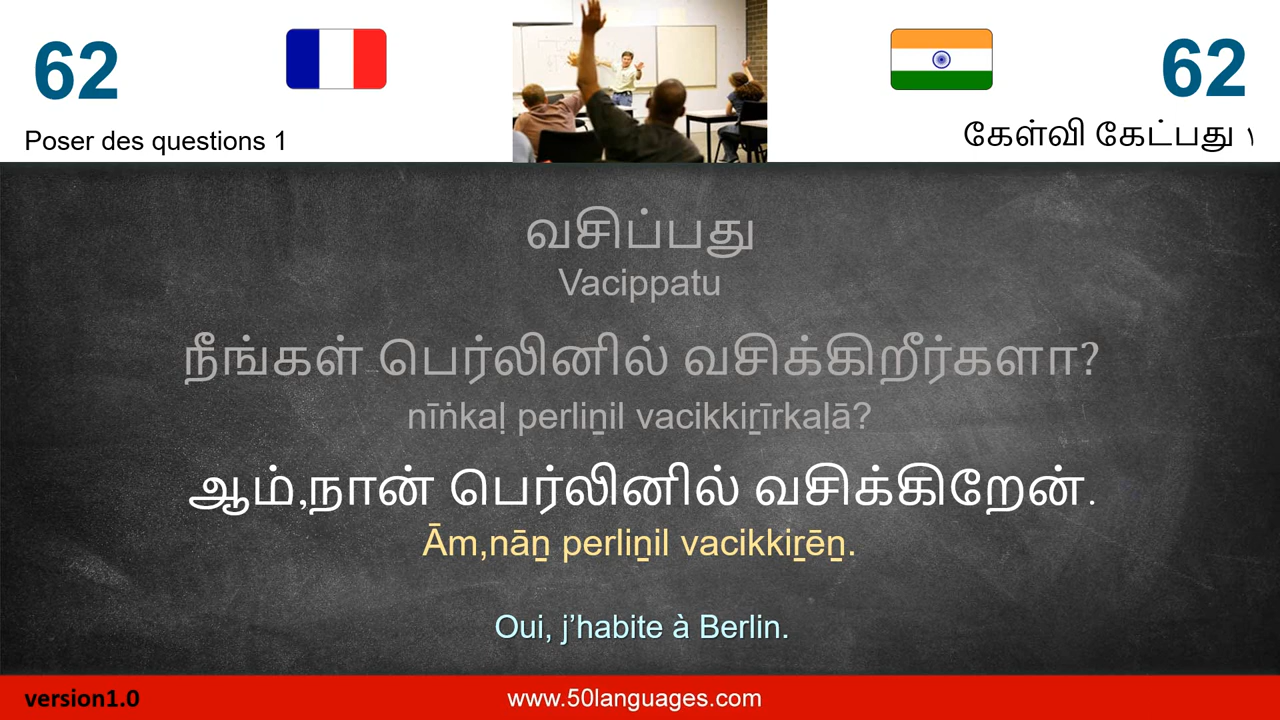 62
62
Poser des questions 1
கேள்வி கேட்பது १
வசிப்பது
Vacippatu
நீங்கள் பெர்லினில் வசிக்கிறீர்களா?
nīṅkaḷ perliṉil vacikkiṟīrkaḷā?
ஆம்,நான் பெர்லினில் வசிக்கிறேன்.
Ām,nāṉ perliṉil vacikkiṟēṉ.
Oui, j’habite à Berlin.
version1.0
www.50languages.com